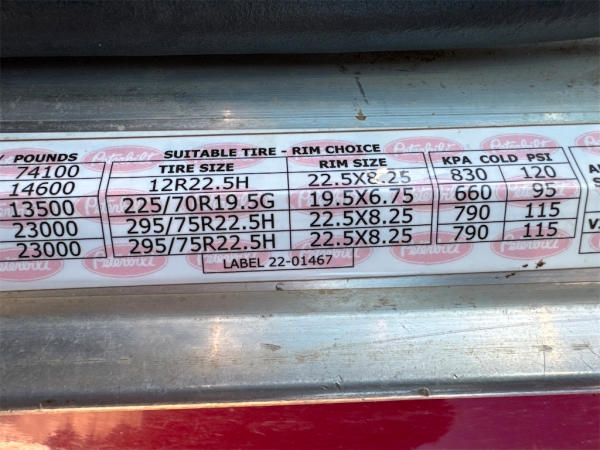 POUNDS SUITABLE TIRE - RIM CHOICE
74100 TIRE SIZE RIM SIZE KPA COLD PSI
14600 12R22.5H 22.5X8.25 830 120
13500 225/70R19.5G 19.5X6.75 660 95
23000 295/75R22.5H 22.5X8.25 790 115
23000 295/75R22.5H 22.5X8.25 790 115
LABEL 22-01467
Peterbilt